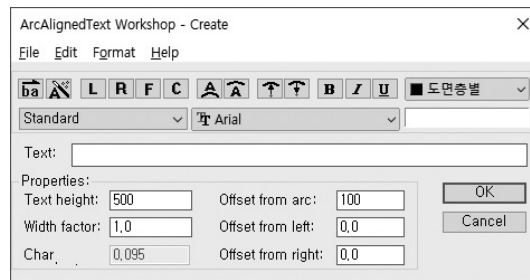 ArcAlignedText Workshop - Create
File Edit Format Help
ba L R F C A A B I U 도면층별
Standard Arial
Text:
Properties:
Text height: 500 Offset from arc: 100 OK
Width factor: 1,0 Offset from left: 0,0 Cancel
Char 0,095 Offset from right: 0,0